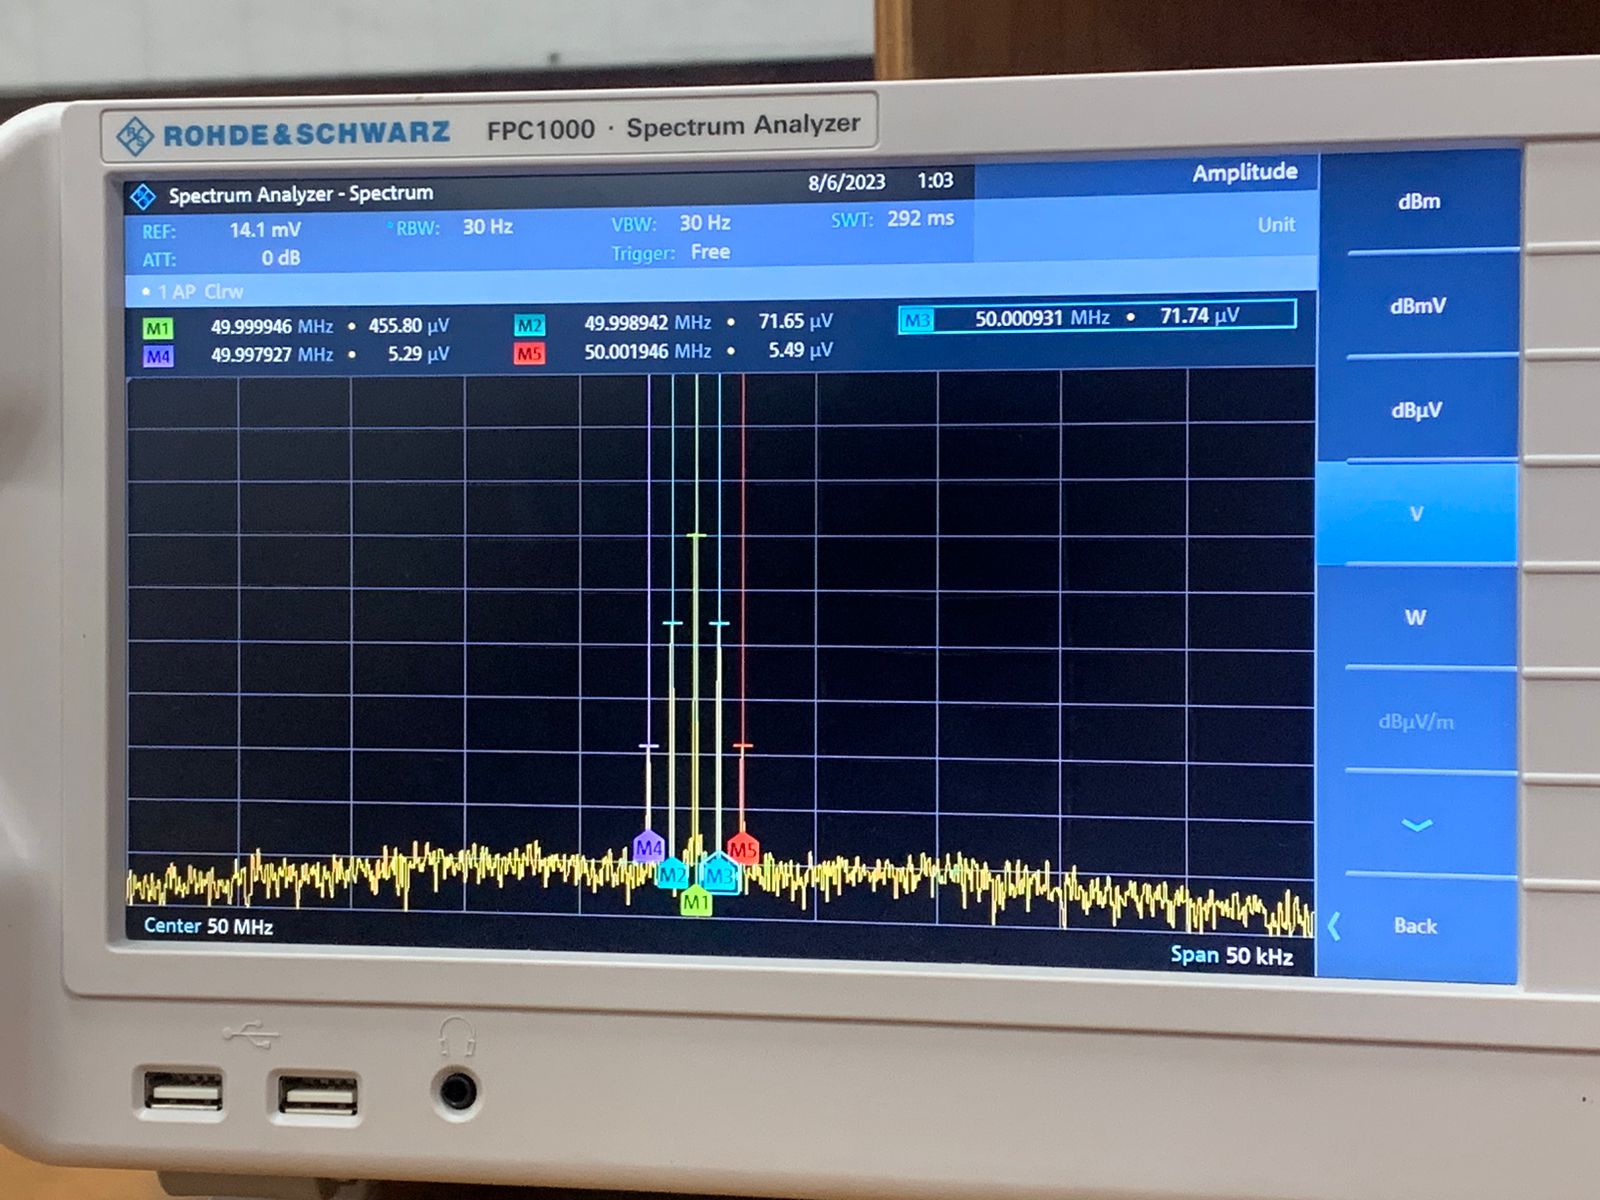 ROHDE&SCHWARZ FPC1000 · Spectrum Analyzer
Spectrum Analyzer - Spectrum 8/6/2023 1:03
REF: 14.1 mV RBW: 30 Hz VBW: 30 Hz SWT: 292 ms
ATT: 0 dB Trigger: Free
• 1 AP Clrw
M1 49.999946 MHz • 455.80 µV M2 49.998942 MHz • 71.65 µV M3 50.000931 MHz • 71.74 µV
M4 49.997927 MHz • 5.29 µV M5 50.001946 MHz • 5.49 µV
M4 M5
M2 M3
M1
Center 50 MHz Span 50 kHz
Amplitude
Unit
dBm
dBmV
dBµV
V
W
dBµV/m
Back